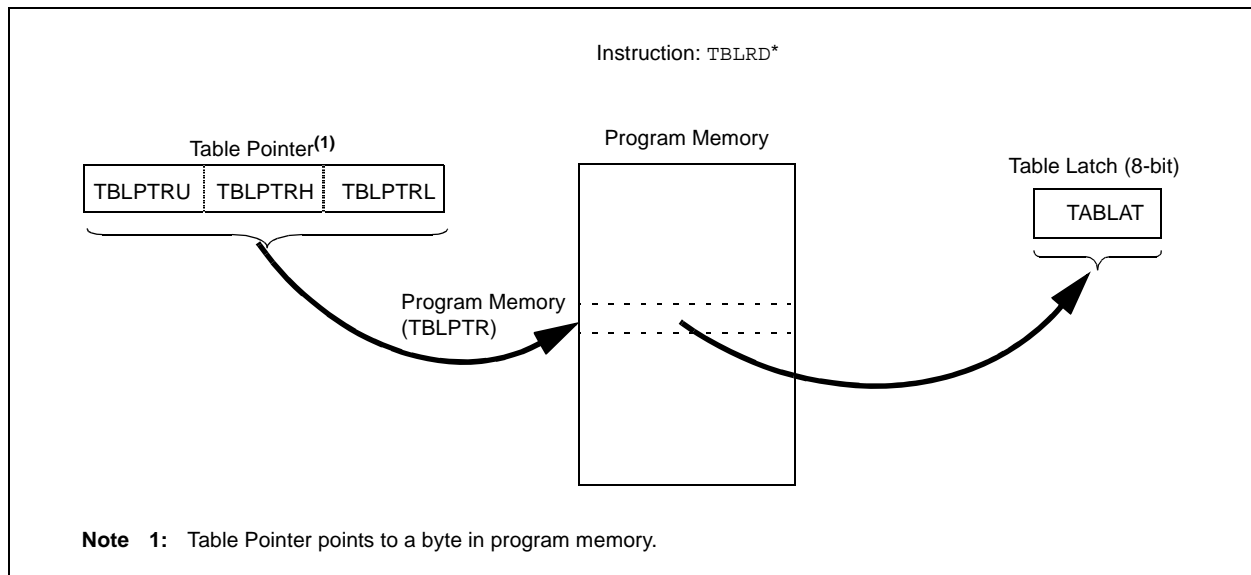 Instruction: TBLRD*
Table Pointer(1)
TBLPTRU TBLPTRH TBLPTRL
Program Memory
Table Latch (8-bit)
TABLAT
Program Memory
(TBLPTR)
Note 1: Table Pointer points to a byte in program memory.